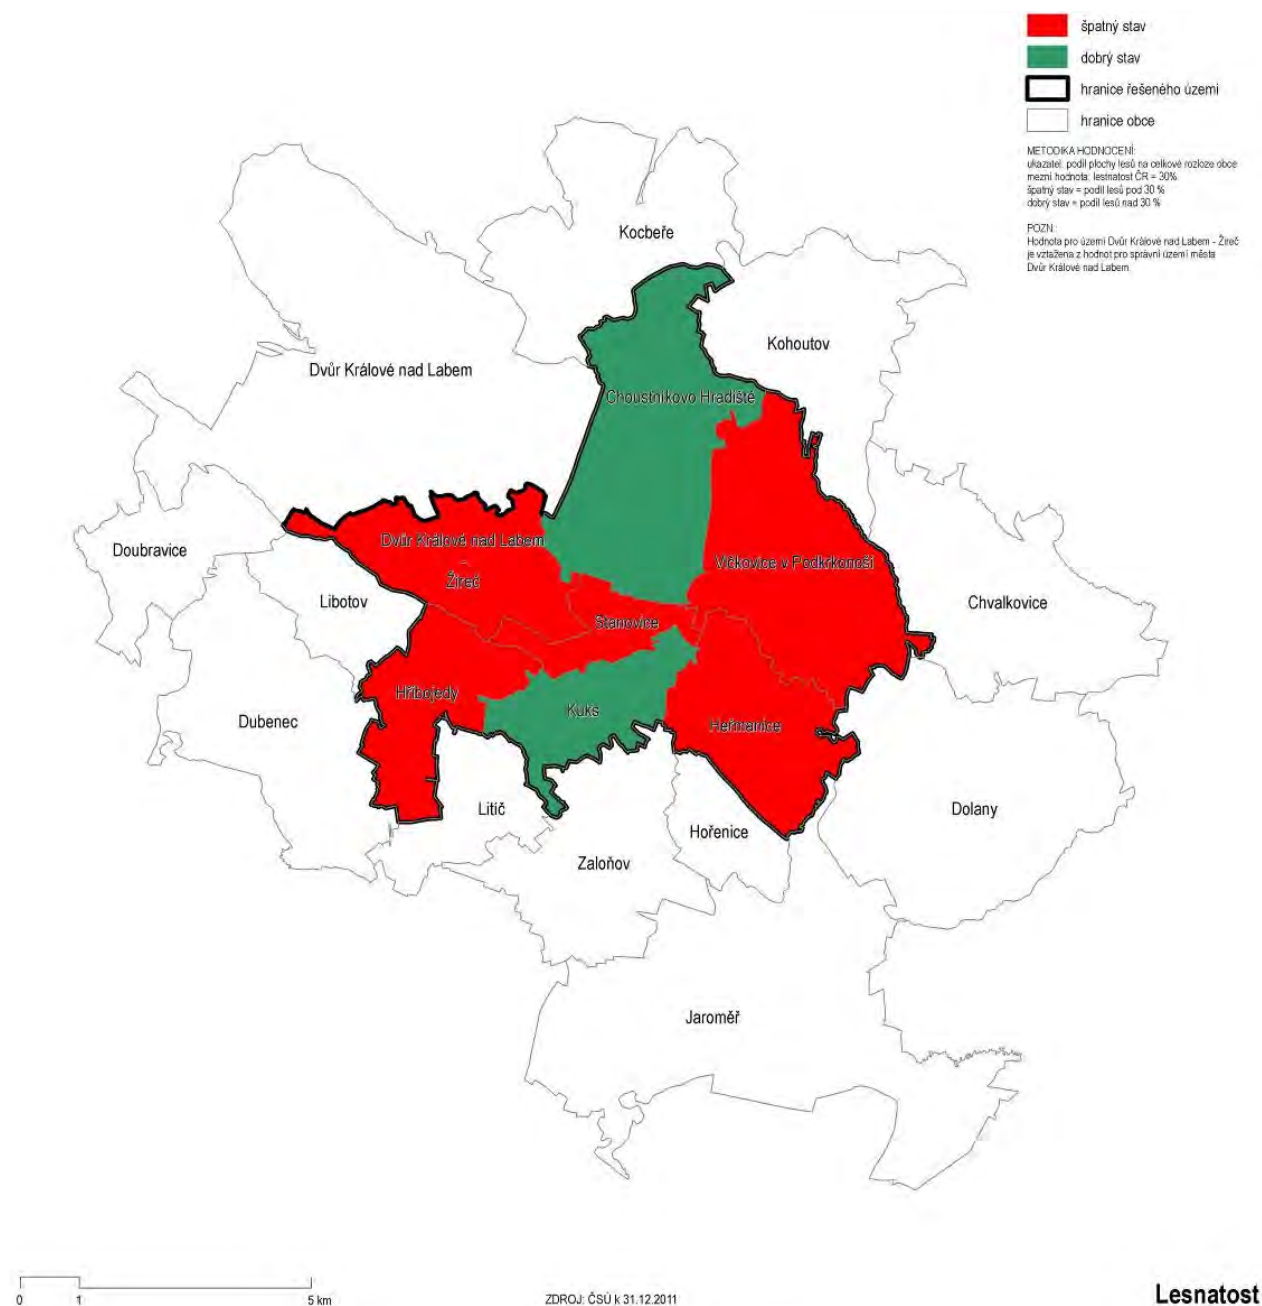 špatný stav
dobrý stav
hranice řešeného území
hranice obce
METODIKA HODNOCENÍ:
ukazatel: podíl plochy lesů na celkové rozloze obce
mezní hodnota: lestnatost ČR = 30%
špatný stav = podíl lesů pod 30 %
dobrý stav = podíl lesů nad 30 %
POZN.:
Hodnota pro území Dvůr Králové nad Labem - Žireč
je vztažena z hodnot pro správní území města
Dvůr Králové nad Labem
Kocbeře
Kohoutov
Dvůr Králové nad Labem
Choustníkovo Hradiště
Dvůr Králové nad Labem
-
Žireč
Doubravice
Vlčkovice v Podkrkonoší
Libotov
Chvalkovice
Stanovice
Hřibojedy
Kuks
Dubenec
Heřmanice
Litíč
Dolany
Hořenice
Zaloňov
Jaroměř
0 1 5 km
ZDROJ: ČSÚ k 31.12.2011
Lesnatost